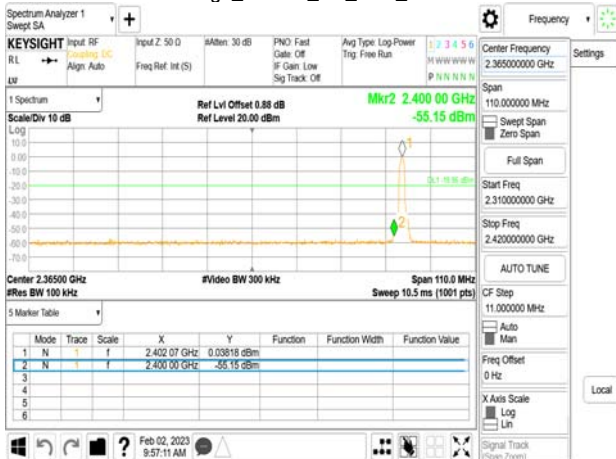 Spectrum Analyzer 1
Swept SA
KEYSIGHT
RL
Input: RF
Coupling: DC
Align: Auto
Input Z: 50 Ω
Freq Ref: Int (S)
#Atten: 30 dB
PNO: Fast
Gate: Off
IF Gain: Low
Sig Track: Off
Avg Type: Log-Power
Trig: Free Run
1 2 3 4 5 6
M W W W W W
P N N N N N
1 Spectrum
Scale/Div 10 dB
Ref Lvl Offset 0.88 dB
Ref Level 20.00 dBm
Mkr2 2.400 00 GHz
-55.15 dBm
Log
10.0
0.00
-10.0
-20.0
-30.0
-40.0
-50.0
-60.0
-70.0
1
2
Center 2.36500 GHz
#Res BW 100 kHz
#Video BW 300 kHz
Span 110.0 MHz
Sweep 10.5 ms (1001 pts)
5 Marker Table
Mode Trace Scale X Y Function Function Width Function Value
1 N 1 f 2.402 07 GHz 0.03818 dBm
2 N 1 f 2.400 00 GHz -55.15 dBm
3
4
5
6
?
Feb 02, 2023
9:57:11 AM
Frequency
Center Frequency
2.365000000 GHz
Settings
Span
110.000000 MHz
Swept Span
Zero Span
Full Span
Start Freq
2.310000000 GHz
Stop Freq
2.420000000 GHz
AUTO TUNE
CF Step
11.000000 MHz
Auto
Man
Freq Offset
0 Hz
Local
X Axis Scale
Log
Lin
Signal Track
(Span Zoom)